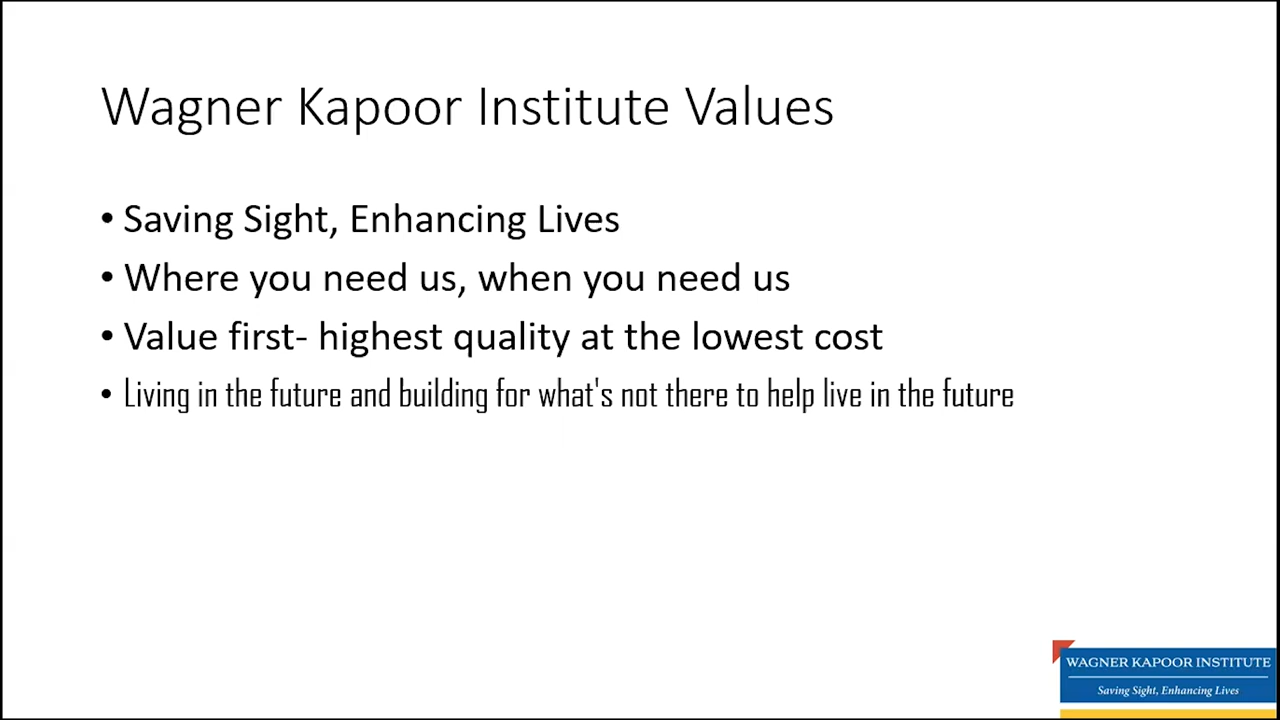 Wagner Kapoor Institute Values
• Saving Sight, Enhancing Lives
• Where you need us, when you need us
• Value first- highest quality at the lowest cost
• Living in the future and building for what's not there to help live in the future
WAGNER KAPOOR INSTITUTE
Saving Sight, Enhancing Lives